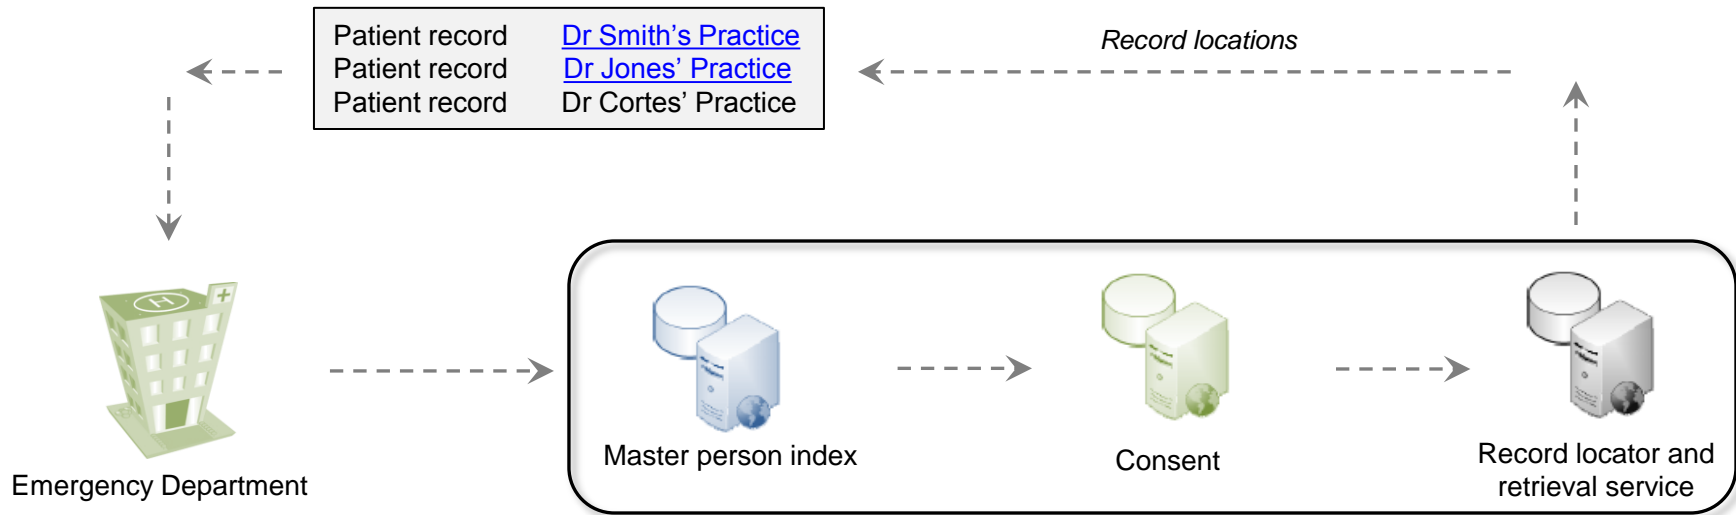 Patient record Dr Smith's Practice
Patient record Dr Jones' Practice
Patient record Dr Cortes' Practice
Record locations
H
Emergency Department
Master person index
Consent
Record locator and
retrieval service